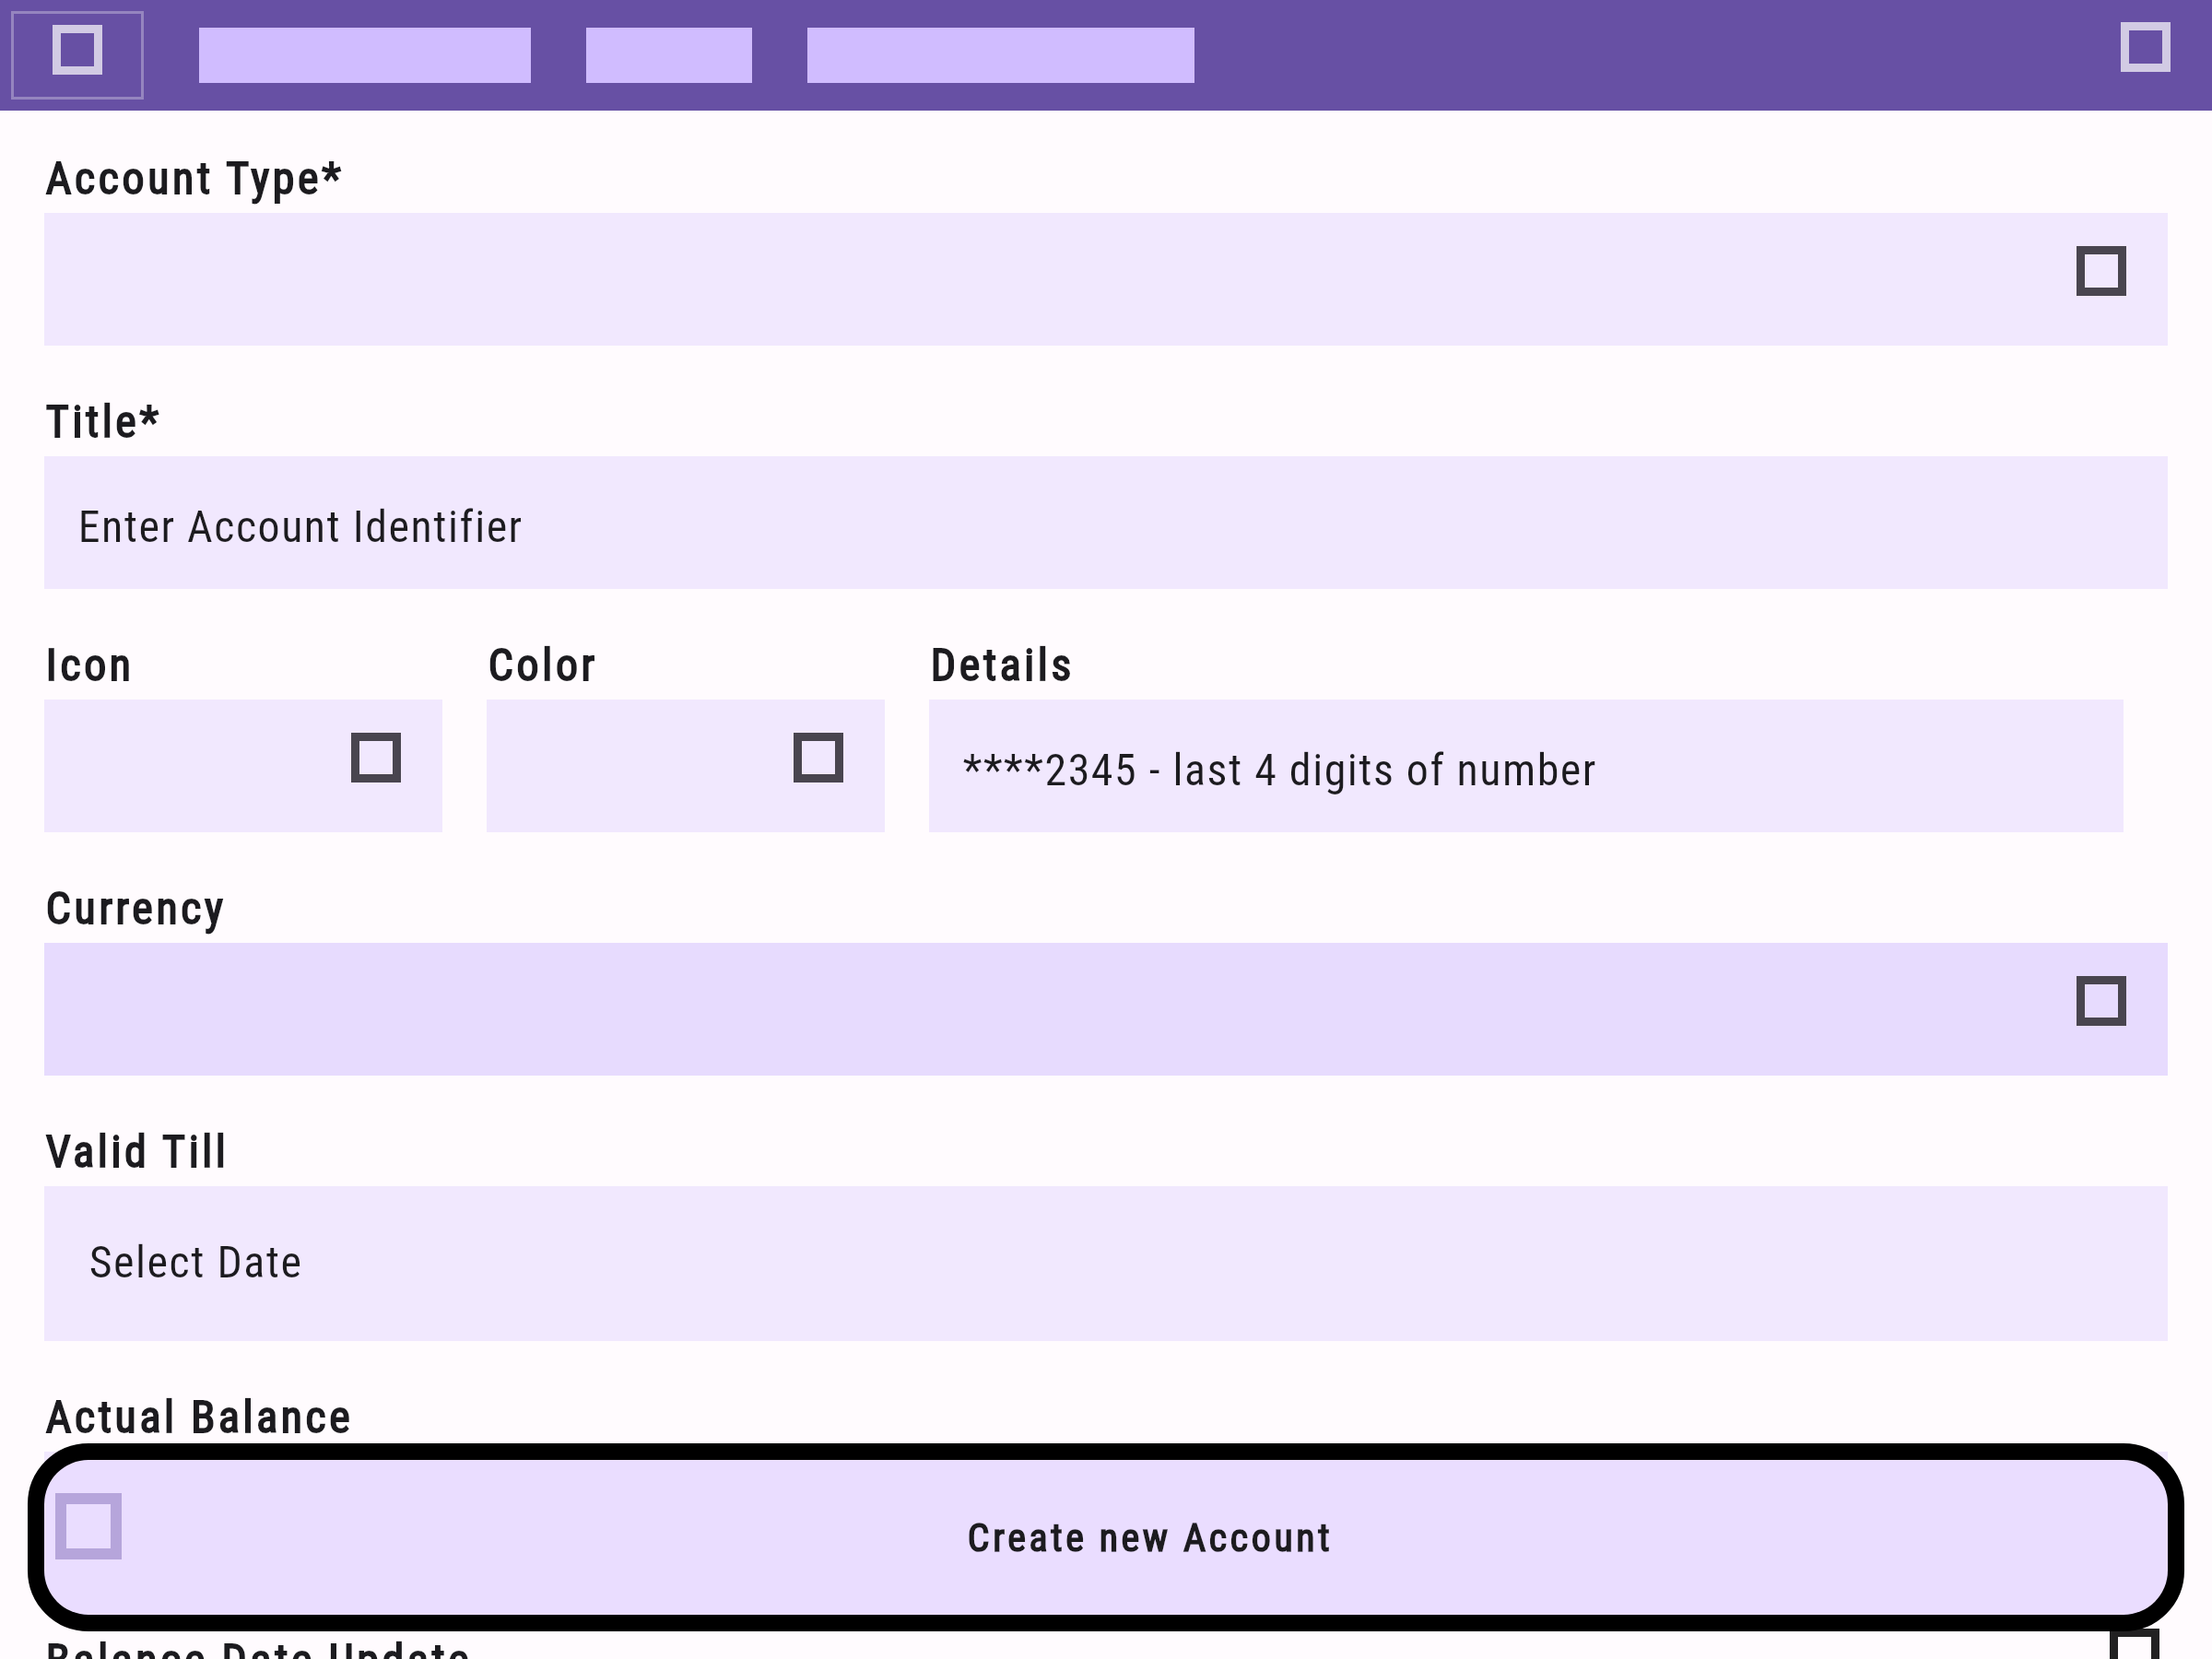 Account Type*
Title*
Enter Account Identifier
Icon Color Details
****2345 - last 4 digits of number
Currency
Valid Till
Select Date
Actual Balance
Create new Account
Balance Date Update